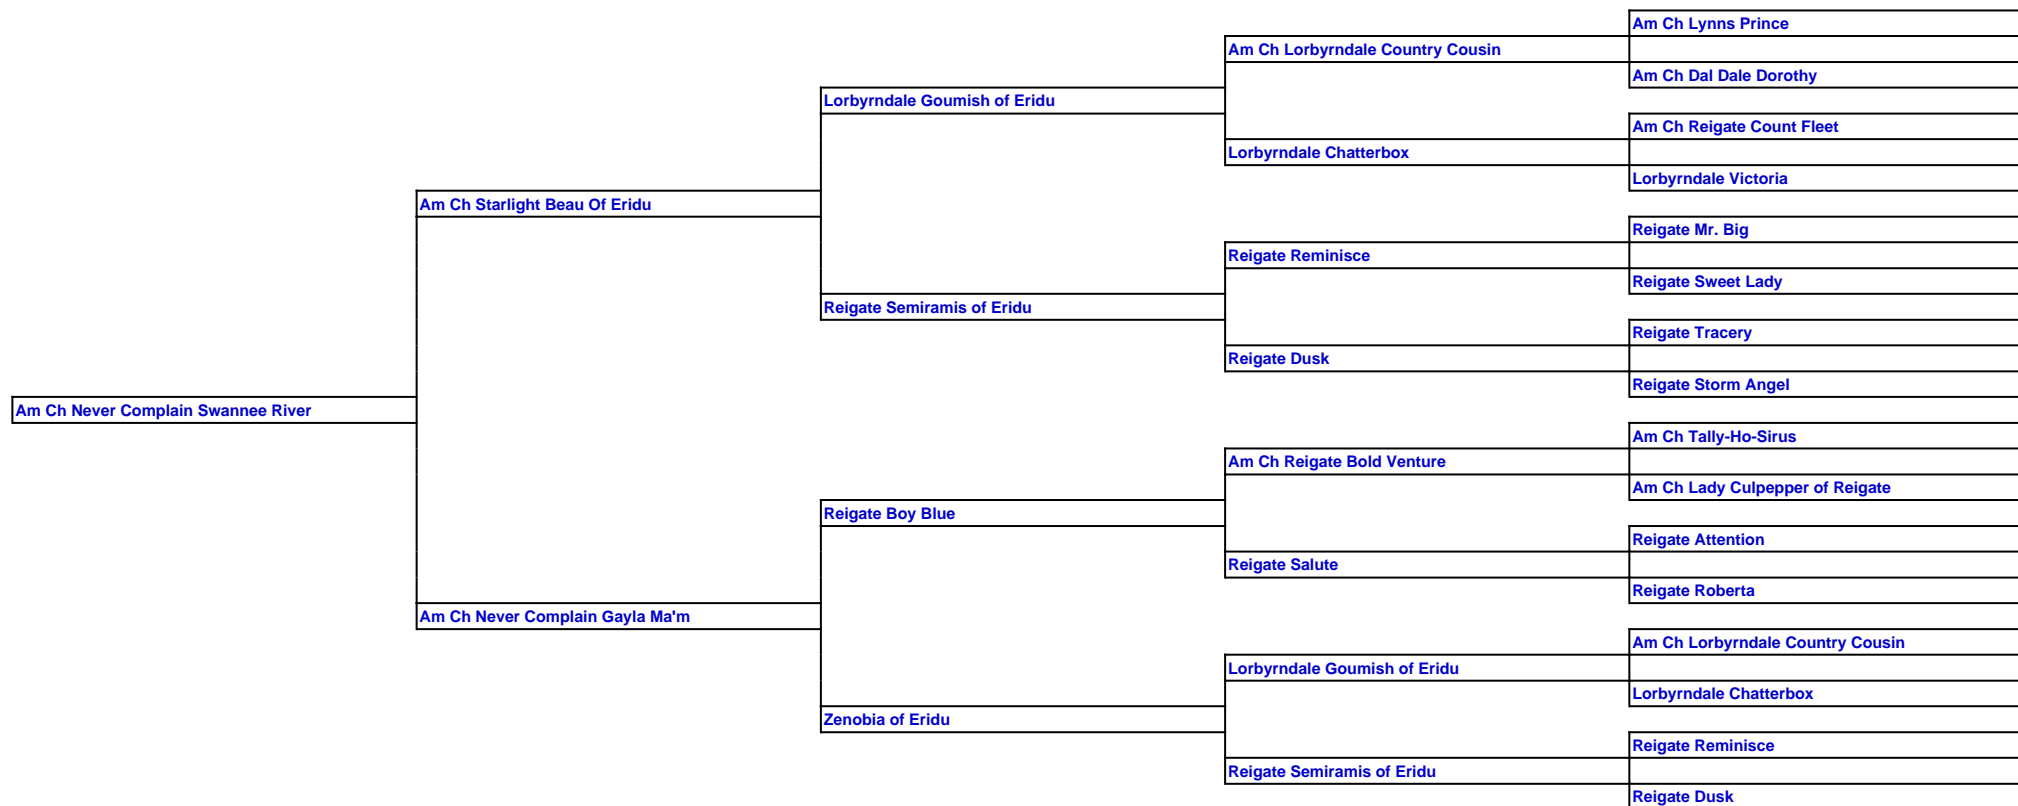 Am Ch Lynns Prince
Am Ch Lorbyrndale Country Cousin
Am Ch Dal Dale Dorothy
Lorbyrndale Goumish of Eridu
Am Ch Reigate Count Fleet
Lorbyrndale Chatterbox
Lorbyrndale Victoria
Am Ch Starlight Beau Of Eridu
Reigate Mr. Big
Reigate Reminisce
Reigate Sweet Lady
Reigate Semiramis of Eridu
Reigate Tracery
Reigate Dusk
Reigate Storm Angel
Am Ch Never Complain Swannee River
Am Ch Tally-Ho-Sirus
Am Ch Reigate Bold Venture
Am Ch Lady Culpepper of Reigate
Reigate Boy Blue
Reigate Attention
Reigate Salute
Reigate Roberta
Am Ch Never Complain Gayla Ma'm
Am Ch Lorbyrndale Country Cousin
Lorbyrndale Goumish of Eridu
Lorbyrndale Chatterbox
Zenobia of Eridu
Reigate Reminisce
Reigate Semiramis of Eridu
Reigate Dusk